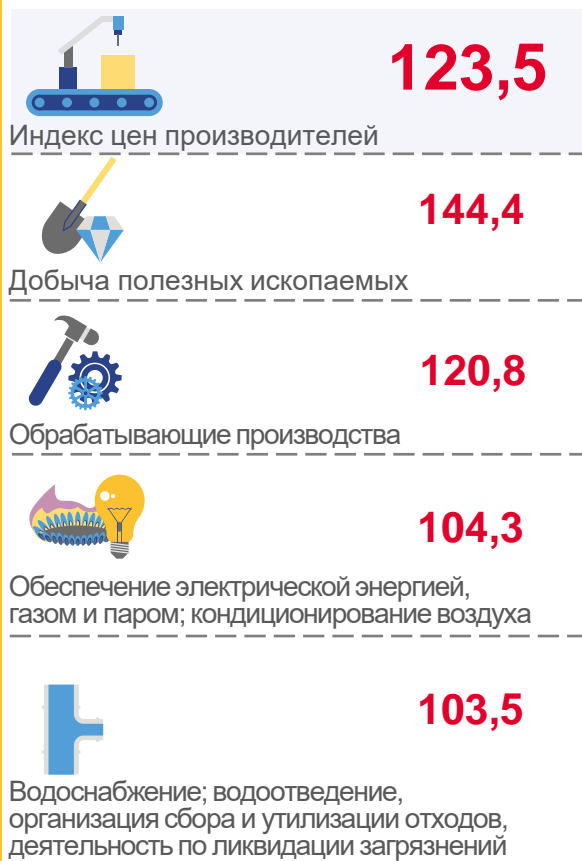 123,5
Индекс цен производителей
144,4
Добыча полезных ископаемых
120,8
Обрабатывающие производства
104,3
Обеспечение электрической энергией,
газом и паром; кондиционирование воздуха
103,5
Водоснабжение; водоотведение,
организация сбора и утилизации отходов,
деятельность по ликвидации загрязнений